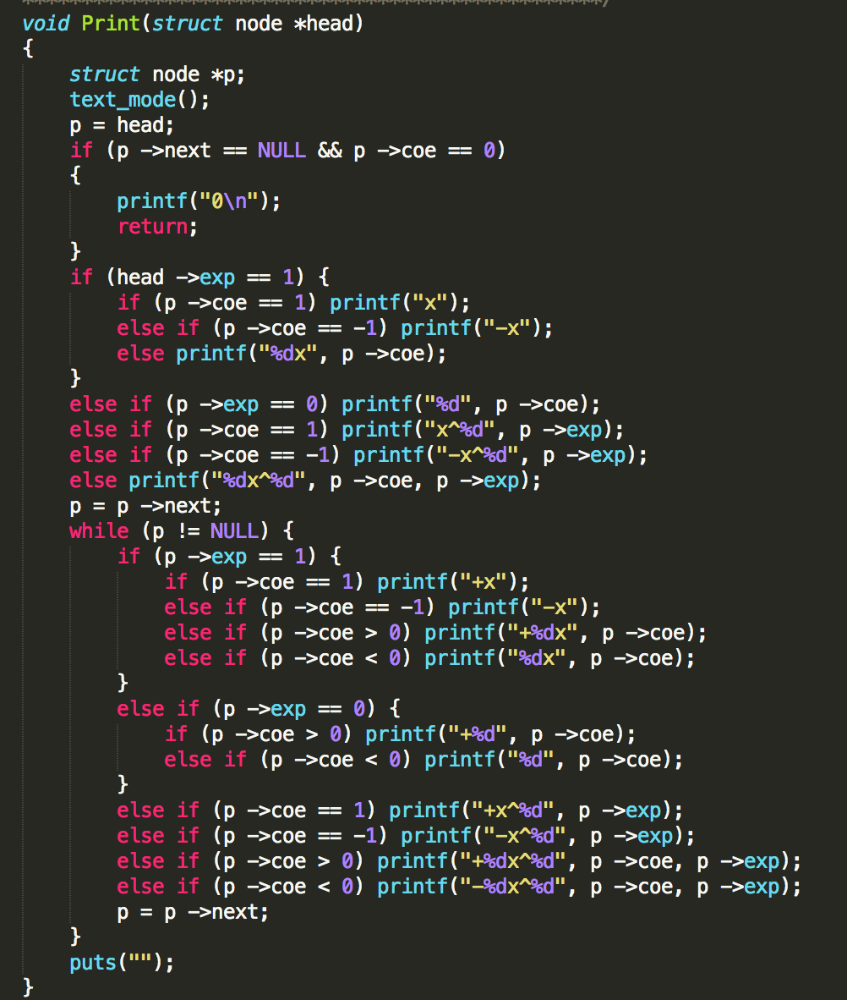 **************************************************/
void Print(struct node *head)
{
    struct node *p;
    text_mode();
    p = head;
    if (p ->next == NULL && p ->coe == 0)
    {
        printf("0\n");
        return;
    }
    if (head ->exp == 1) {
        if (p ->coe == 1) printf("x");
        else if (p ->coe == -1) printf("-x");
        else printf("%dx", p ->coe);
    }
    else if (p ->exp == 0) printf("%d", p ->coe);
    else if (p ->coe == 1) printf("x^%d", p ->exp);
    else if (p ->coe == -1) printf("-x^%d", p ->exp);
    else printf("%dx^%d", p ->coe, p ->exp);
    p = p ->next;
    while (p != NULL) {
        if (p ->exp == 1) {
            if (p ->coe == 1) printf("+x");
            else if (p ->coe == -1) printf("-x");
            else if (p ->coe > 0) printf("+%dx", p ->coe);
            else if (p ->coe < 0) printf("%dx", p ->coe);
        }
        else if (p ->exp == 0) {
            if (p ->coe > 0) printf("+%d", p ->coe);
            else if (p ->coe < 0) printf("%d", p ->coe);
        }
        else if (p ->coe == 1) printf("+x^%d", p ->exp);
        else if (p ->coe == -1) printf("-x^%d", p ->exp);
        else if (p ->coe > 0) printf("+%dx^%d", p ->coe, p ->exp);
        else if (p ->coe < 0) printf("-%dx^%d", p ->coe, p ->exp);
        p = p ->next;
    }
    puts("");
}